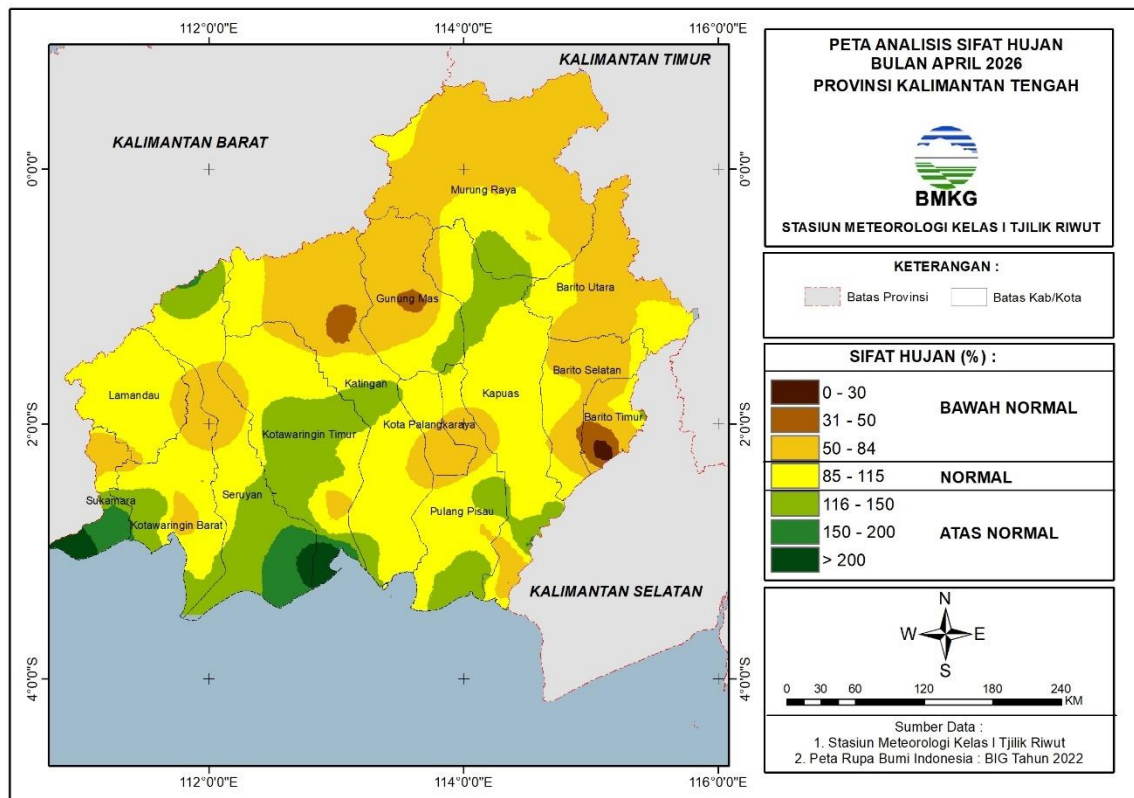 112°0'0"E 114°0'0"E 116°0'0"E
KALIMANTAN TIMUR
KALIMANTAN BARAT
0°0'0" 0°0'0"
Murung Raya
Gunung Mas
Barito Utara
Barito Selatan
Lamandau
Katingan
Kapuas
Barito Timur
2°0'0"S 2°0'0"S
Kotawaringin Timur
Kota Palangkaraya
Sukamara
Seruyan
Kotawaringin Barat
Pulang Pisau
KALIMANTAN SELATAN
4°0'0"S 4°0'0"S
112°0'0"E 114°0'0"E 116°0'0"E
PETA ANALISIS SIFAT HUJAN
BULAN APRIL 2026
PROVINSI KALIMANTAN TENGAH
BMKG
STASIUN METEOROLOGI KELAS I TJILIK RIWUT
KETERANGAN :
Batas Provinsi Batas Kab/Kota
SIFAT HUJAN (%) :
0 - 30
31 - 50
BAWAH NORMAL
50 - 84
85 - 115 NORMAL
116 - 150
150 - 200
ATAS NORMAL
> 200
N
W E
S
0 30 60 120 180 240
KM
Sumber Data :
1. Stasiun Meteorologi Kelas I Tjilik Riwut
2. Peta Rupa Bumi Indonesia : BIG Tahun 2022